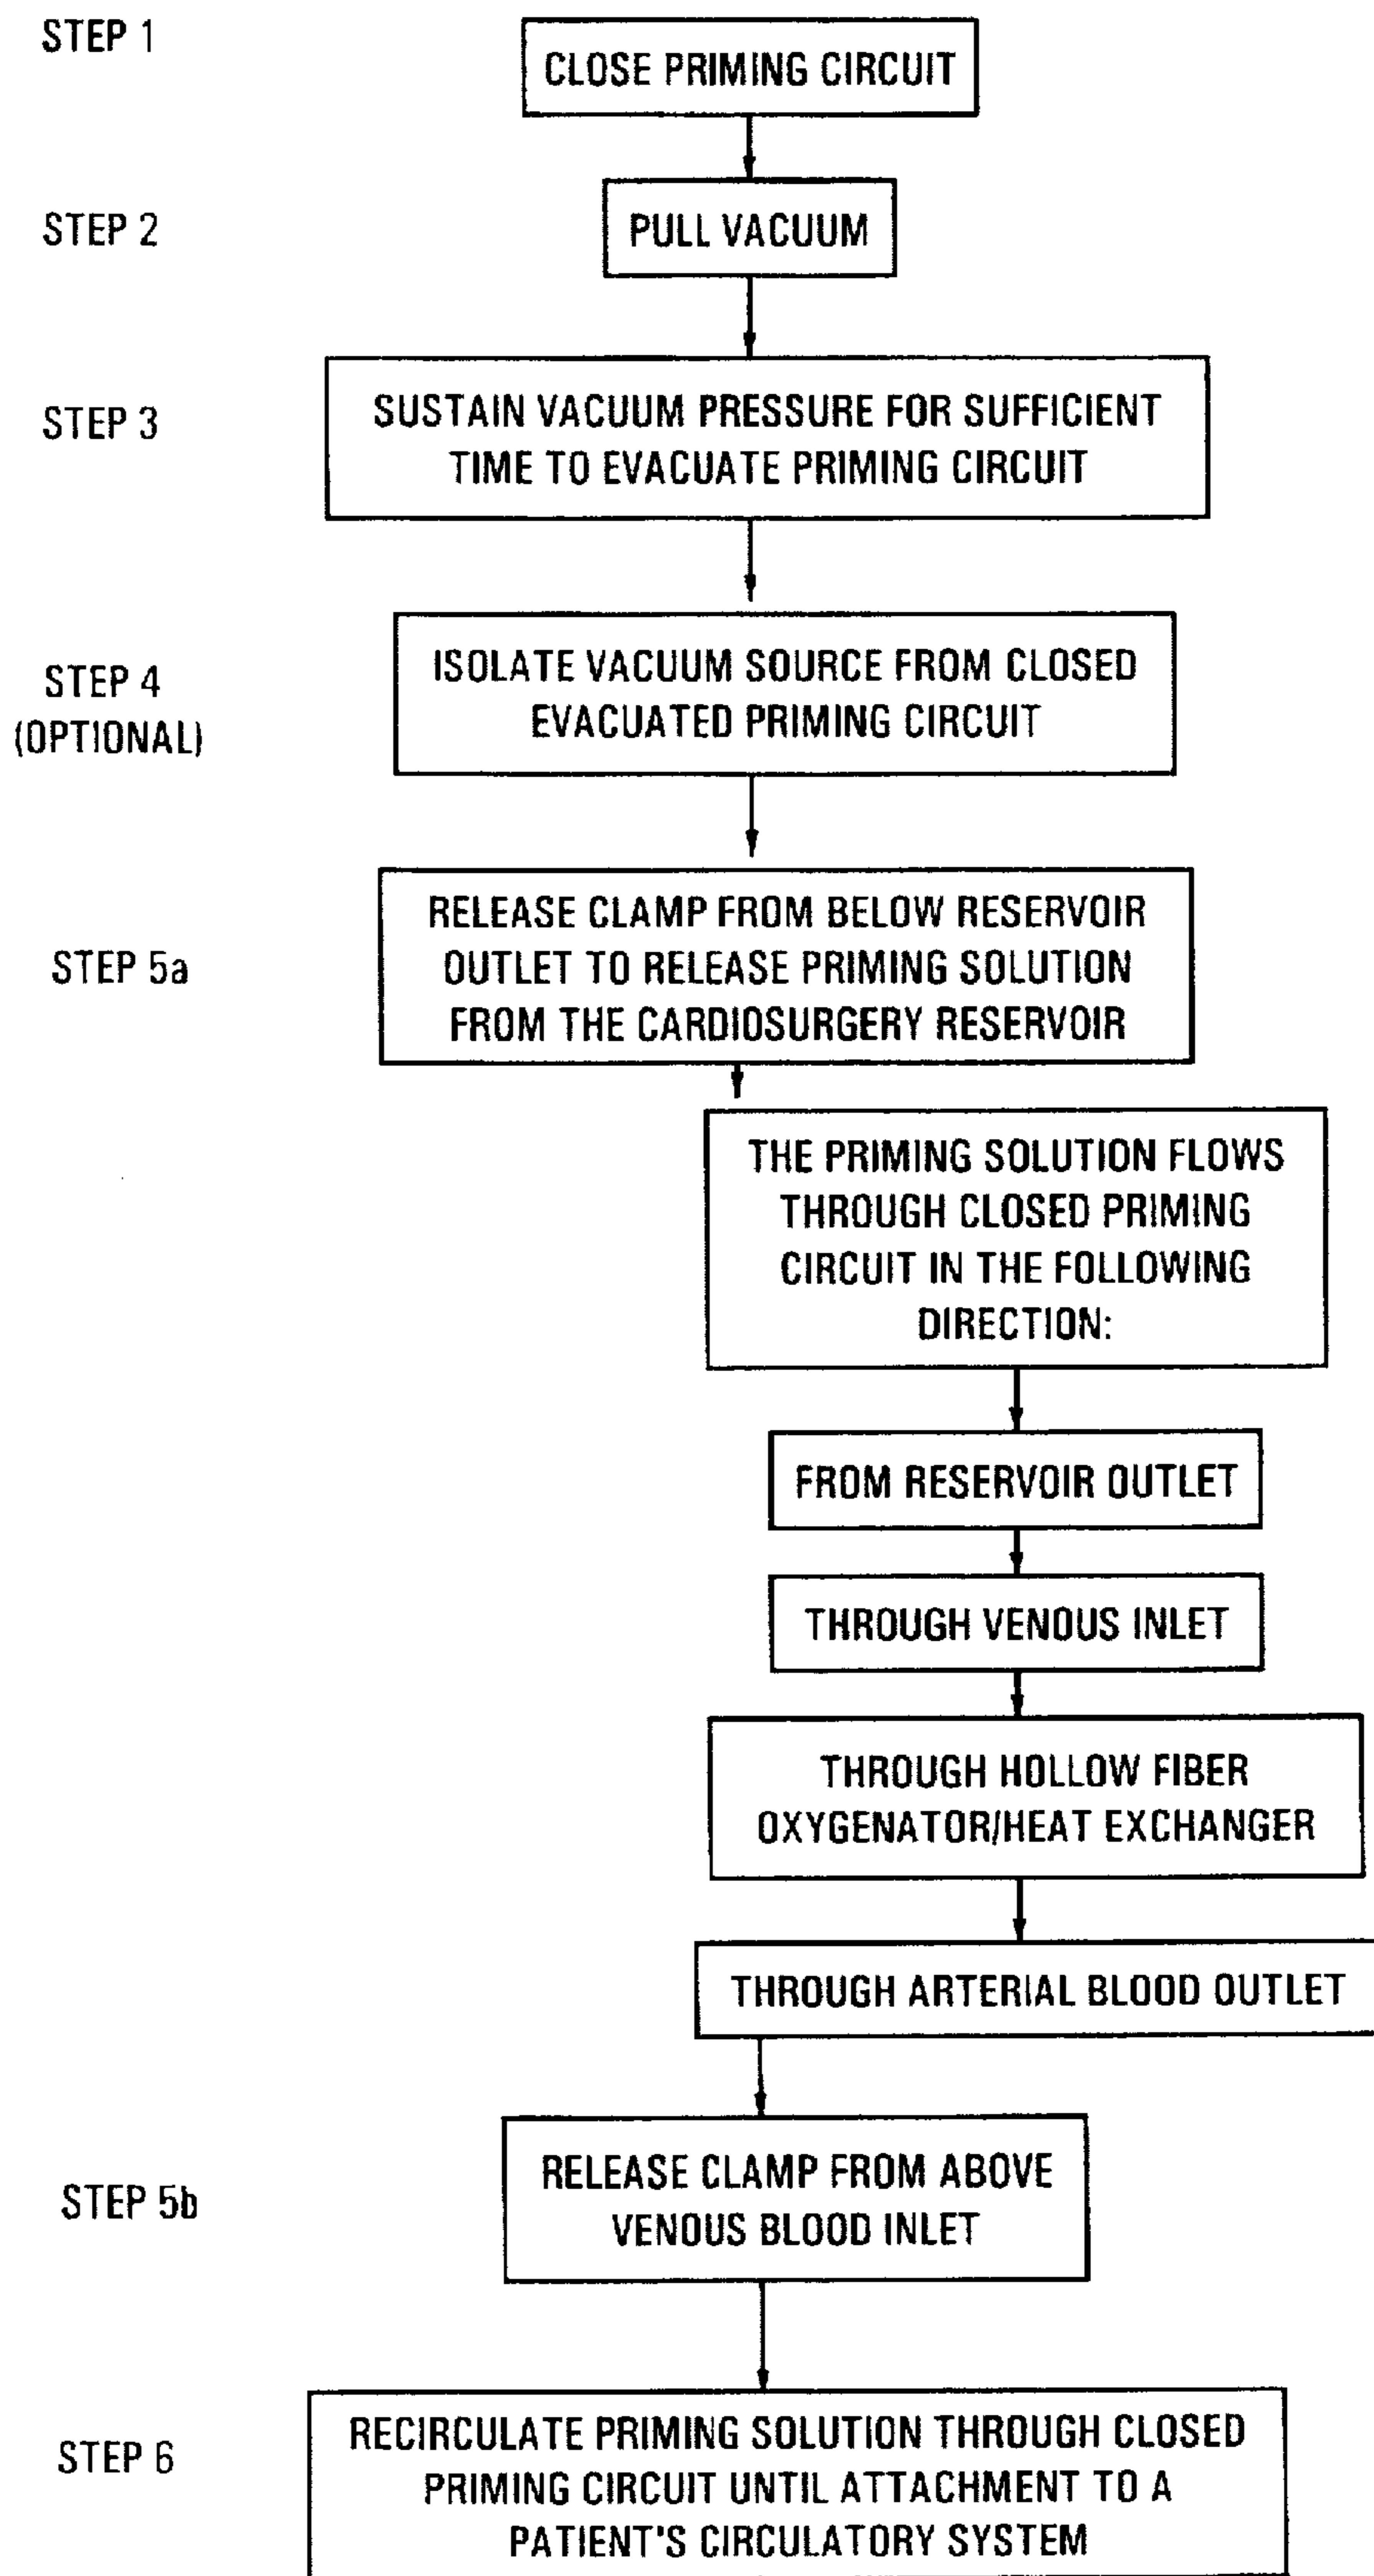 STEP 1
CLOSE PRIMING CIRCUIT
STEP 2
PULL VACUUM
STEP 3
SUSTAIN VACUUM PRESSURE FOR SUFFICIENT
TIME TO EVACUATE PRIMING CIRCUIT
STEP 4
(OPTIONAL)
ISOLATE VACUUM SOURCE FROM CLOSED
EVACUATED PRIMING CIRCUIT
STEP 5a
RELEASE CLAMP FROM BELOW RESERVOIR
OUTLET TO RELEASE PRIMING SOLUTION
FROM THE CARDIOSURGERY RESERVOIR
THE PRIMING SOLUTION FLOWS
THROUGH CLOSED PRIMING
CIRCUIT IN THE FOLLOWING
DIRECTION:
FROM RESERVOIR OUTLET
THROUGH VENOUS INLET
THROUGH HOLLOW FIBER
OXYGENATOR/HEAT EXCHANGER
THROUGH ARTERIAL BLOOD OUTLET
STEP 5b
RELEASE CLAMP FROM ABOVE
VENOUS BLOOD INLET
STEP 6
RECIRCULATE PRIMING SOLUTION THROUGH CLOSED
PRIMING CIRCUIT UNTIL ATTACHMENT TO A
PATIENT'S CIRCULATORY SYSTEM